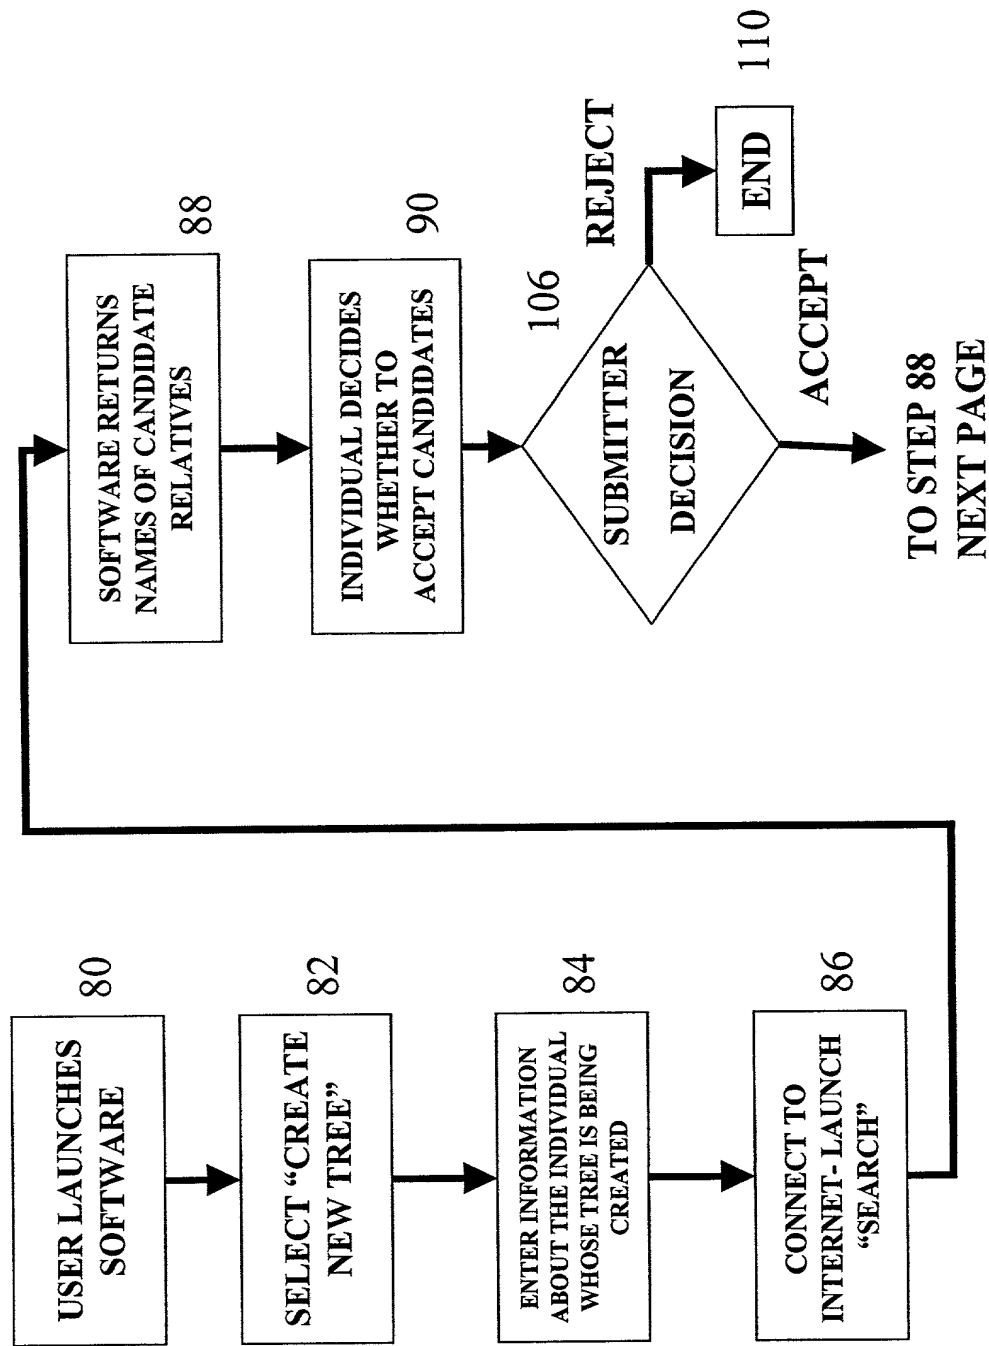 USER LAUNCHES
SOFTWARE
80
SELECT “CREATE
NEW TREE”
82
ENTER INFORMATION
ABOUT THE INDIVIDUAL
WHOSE TREE IS BEING
CREATED
84
CONNECT TO
INTERNET- LAUNCH
“SEARCH”
86
SOFTWARE RETURNS
NAMES OF CANDIDATE
RELATIVES
88
INDIVIDUAL DECIDES
WHETHER TO
ACCEPT CANDIDATES
90
SUBMITTER
DECISION
106
REJECT
END
110
ACCEPT
TO STEP 88
NEXT PAGE